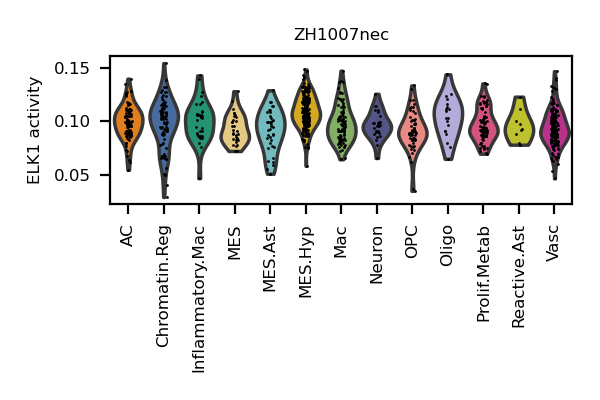 ZH1007nec
ELK1 activity
0.15
0.10
0.05
AC
Chromatin.Reg
Inflammatory.Mac
MES
MES.Ast
MES.Hyp
Mac
Neuron
OPC
Oligo
Prolif.Metab
Reactive.Ast
Vasc